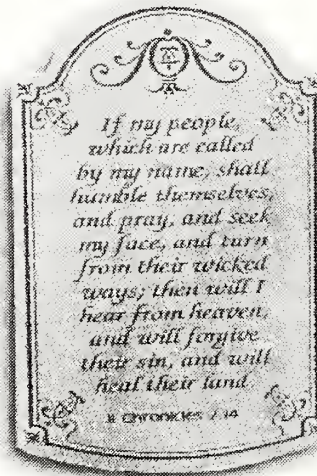 If my people,
which are called
by my name, shall
humble themselves,
and pray, and seek
my face, and turn
from their wicked
ways; then will I
hear from heaven,
and will forgive
their sin, and will
heal their land
II CHRONICLES 7:14